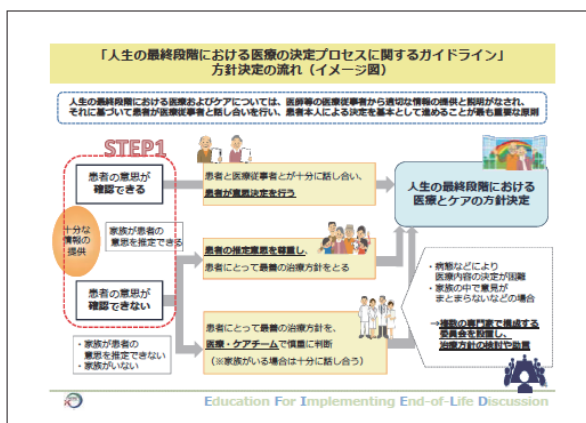 「人生の最終段階における医療の決定プロセスに関するガイドライン」
方針決定の流れ（イメージ図）
人生の最終段階における医療およびケアについては、医師等の医療従事者から適切な情報の提供と説明がなされ、
それに基づいて患者が医療従事者と話し合いを行い、患者本人による決定を基本として進めることが最も重要な原則
STEP1
患者の意思が
確認できる
患者と医療従事者とが十分に話し合い、
患者が意思決定を行う
人生の最終段階における
医療とケアの方針決定
十分な
情報の
提供
家族が患者の
意思を推定できる
患者の推定意思を尊重し、
患者にとって最善の治療方針をとる
患者の意思が
確認できない
・病態などにより
医療内容の決定が困難
・家族の中で意見が
まとまらないなどの場合
→複数の専門家で構成する
委員会を設置し、
治療方針の検討や助言
患者にとって最善の治療方針を、
医療・ケアチームで慎重に判断
（※家族がいる場合は十分に話し合う）
・家族が患者の
意思を推定できない
・家族がいない
Education For Implementing End-of-Life Discussion